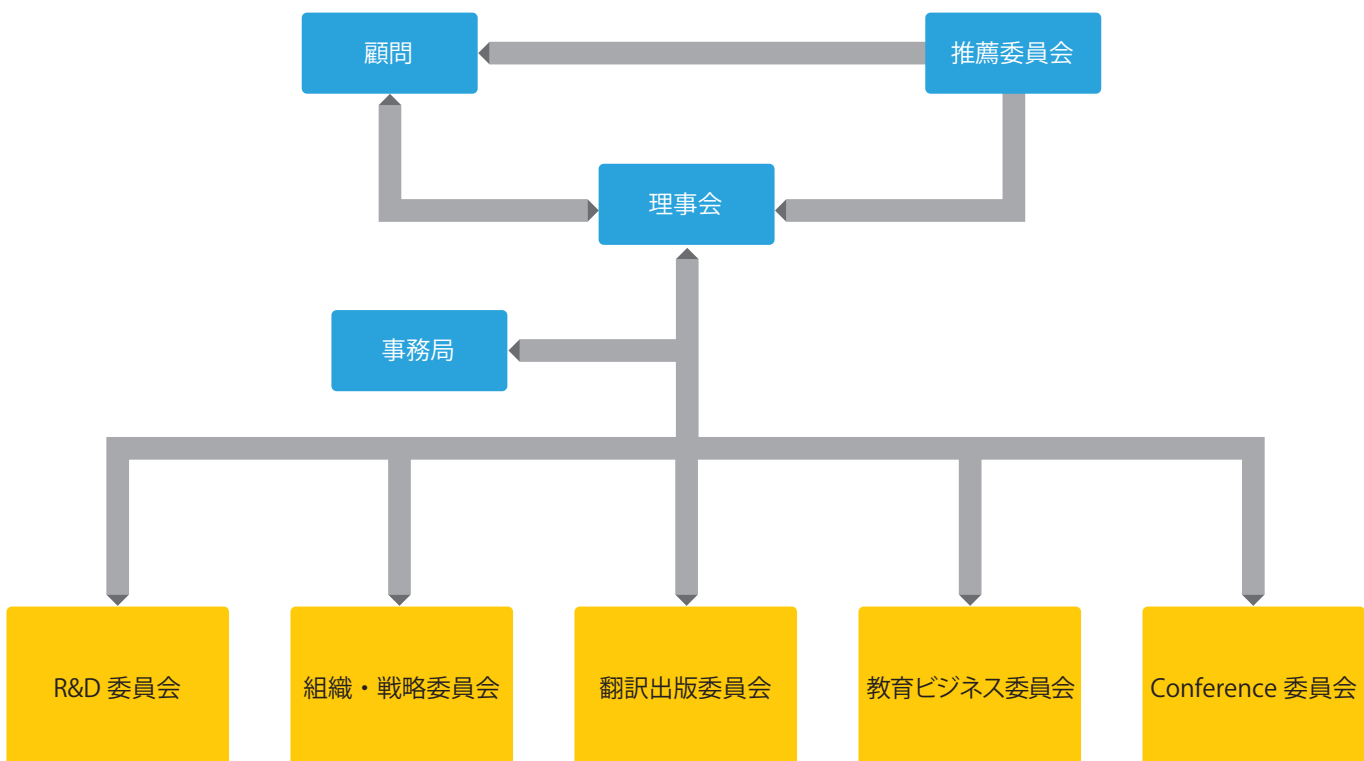 顧問
推薦委員会
理事会
事務局
R&D 委員会
組織・戦略委員会
翻訳出版委員会
教育ビジネス委員会
Conference 委員会